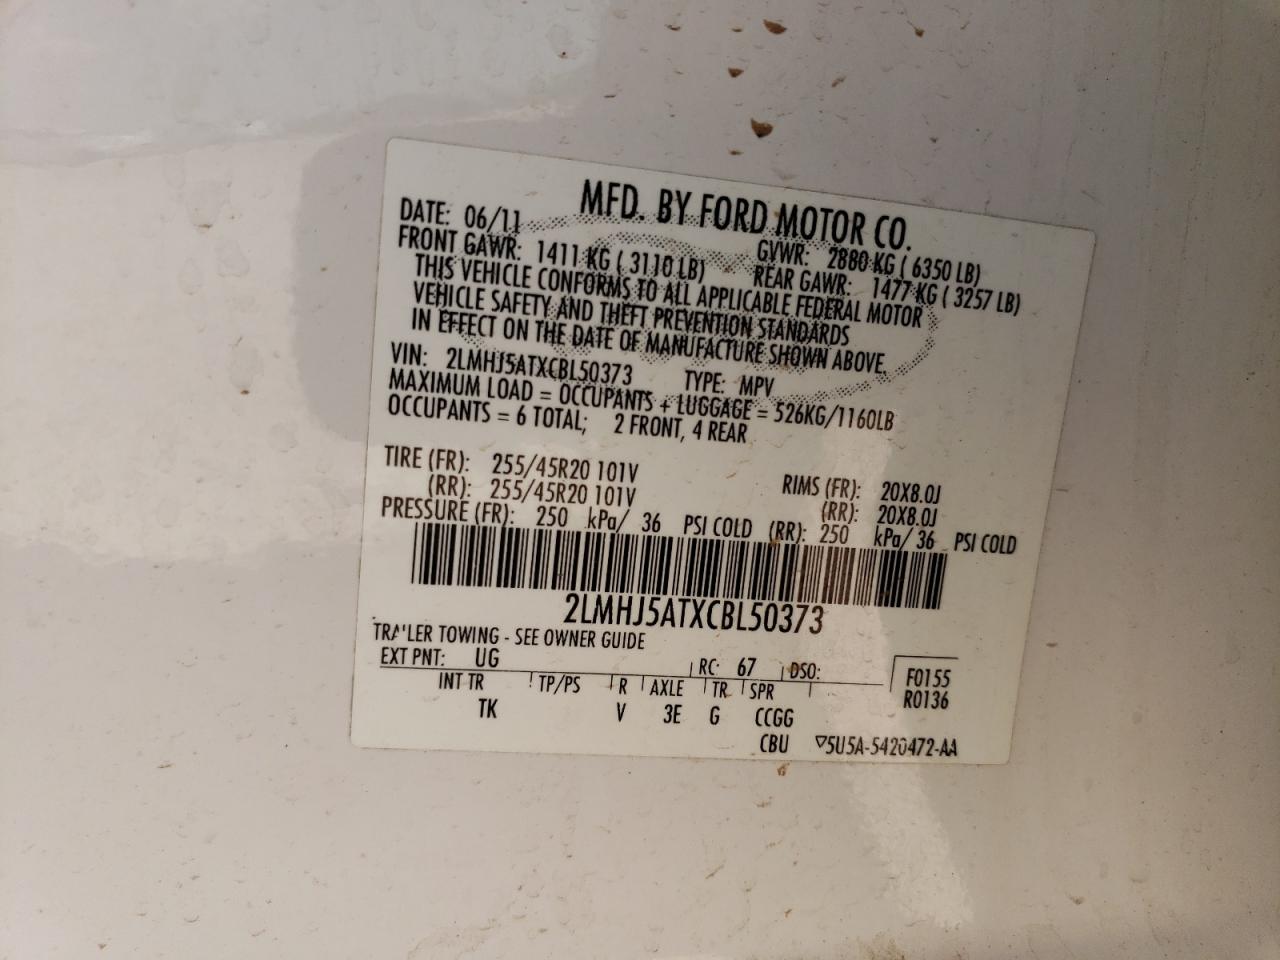 MFD. BY FORD MOTOR CO.
DATE: 06/11 GVWR: 2880 KG ( 6350 LB)
FRONT GAWR: 1411 KG ( 3110 LB) REAR GAWR: 1477 KG ( 3257 LB)
THIS VEHICLE CONFORMS TO ALL APPLICABLE FEDERAL MOTOR
VEHICLE SAFETY AND THEFT PREVENTION STANDARDS
IN EFFECT ON THE DATE OF MANUFACTURE SHOWN ABOVE.
VIN: 2LMHJ5ATXCBL50373 TYPE: MPV
MAXIMUM LOAD = OCCUPANTS + LUGGAGE = 526KG/1160LB
OCCUPANTS = 6 TOTAL; 2 FRONT, 4 REAR
TIRE (FR): 255/45R20 101V RIMS (FR): 20X8.0J
(RR): 255/45R20 101V (RR): 20X8.0J
PRESSURE (FR): 250 kPa/ 36 PSI COLD (RR): 250 kPa/ 36 PSI COLD
2LMHJ5ATXCBL50373
TRAILER TOWING - SEE OWNER GUIDE
EXT PNT: UG RC: 67 DSO: F0155
R0136
INT TR TP/PS R AXLE TR SPR
TK V 3E G CCGG
CBU ▽5U5A-5420472-AA